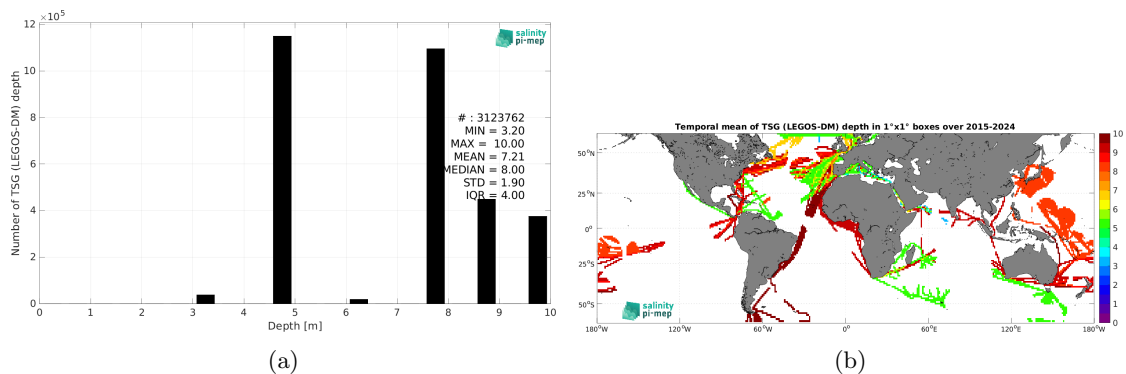 ×10⁵
12
10
8
6
4
2
0
Number of TSG (LEGOS-DM) depth
salinity
pi-mep
# : 3123762
MIN = 3.20
MAX = 10.00
MEAN = 7.21
MEDIAN = 8.00
STD = 1.90
IQR = 4.00
0 1 2 3 4 5 6 7 8 9 10
Depth [m]
(a)
Temporal mean of TSG (LEGOS-DM) depth in 1°x1° boxes over 2015-2024
50°N
25°N
0°
25°S
50°S
180°W 120°W 60°W 0° 60°E 120°E 180°W
salinity
pi-mep
10
9
8
7
6
5
4
3
2
1
0
(b)